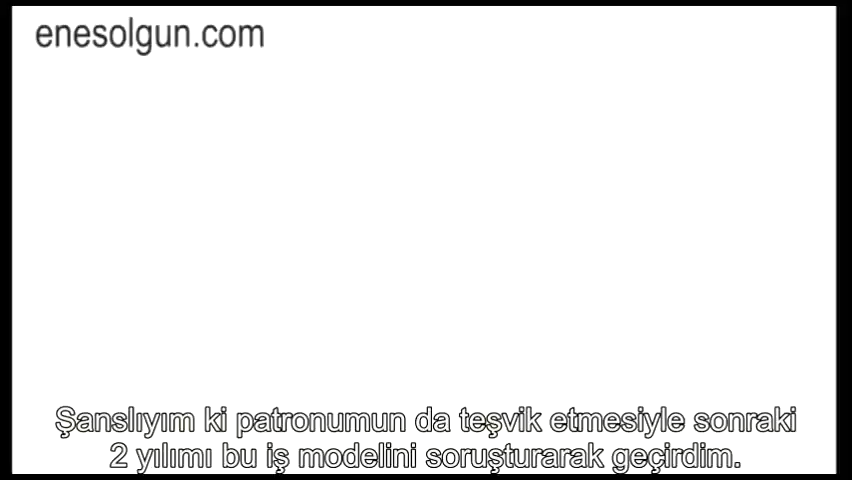 enesolgun.com
Şanslıyım ki patronumun da teşvik etmesiyle sonraki
2 yılımı bu iş modelini soruşturarak geçirdim.